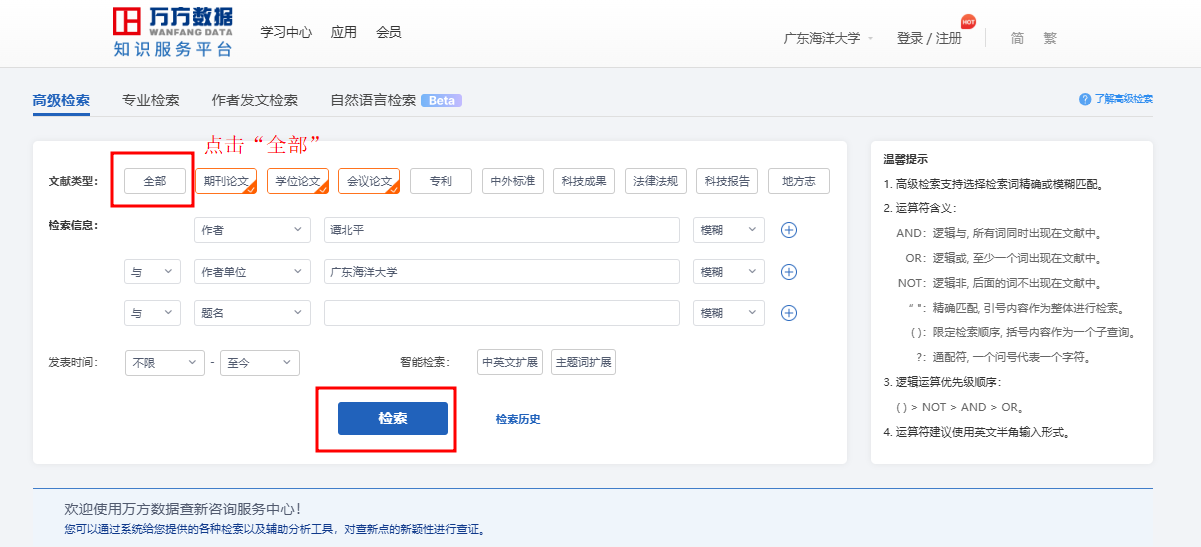 万方数据
WANFANG DATA
知识服务平台
学习中心 应用 会员
广东海洋大学 登录 / 注册 HOT 简 繁
高级检索 专业检索 作者发文检索 自然语言检索 Beta
? 了解高级检索
点击“全部”
文献类型: 全部 期刊论文 学位论文 会议论文 专利 中外标准 科技成果 法律法规 科技报告 地方志
检索信息: 作者 谭北平 模糊
与 作者单位 广东海洋大学 模糊
与 题名 模糊
发表时间: 不限 - 至今 智能检索: 中英文扩展 主题词扩展
检索 检索历史
温馨提示
1. 高级检索支持选择检索词精确或模糊匹配。
2. 运算符含义:
AND: 逻辑与, 所有词同时出现在文献中。
OR: 逻辑或, 至少一个词出现在文献中。
NOT: 逻辑非, 后面的词不出现在文献中。
“ ”: 精确匹配, 引号内容作为整体进行检索。
( ): 限定检索顺序, 括号内容作为一个子查询。
?: 通配符, 一个问号代表一个字符。
3. 逻辑运算优先级顺序:
( ) > NOT > AND > OR。
4. 运算符建议使用英文半角输入形式。
欢迎使用万方数据查新咨询服务中心!
您可以通过系统给您提供的各种检索以及辅助分析工具，对查新点的新颖性进行查证。